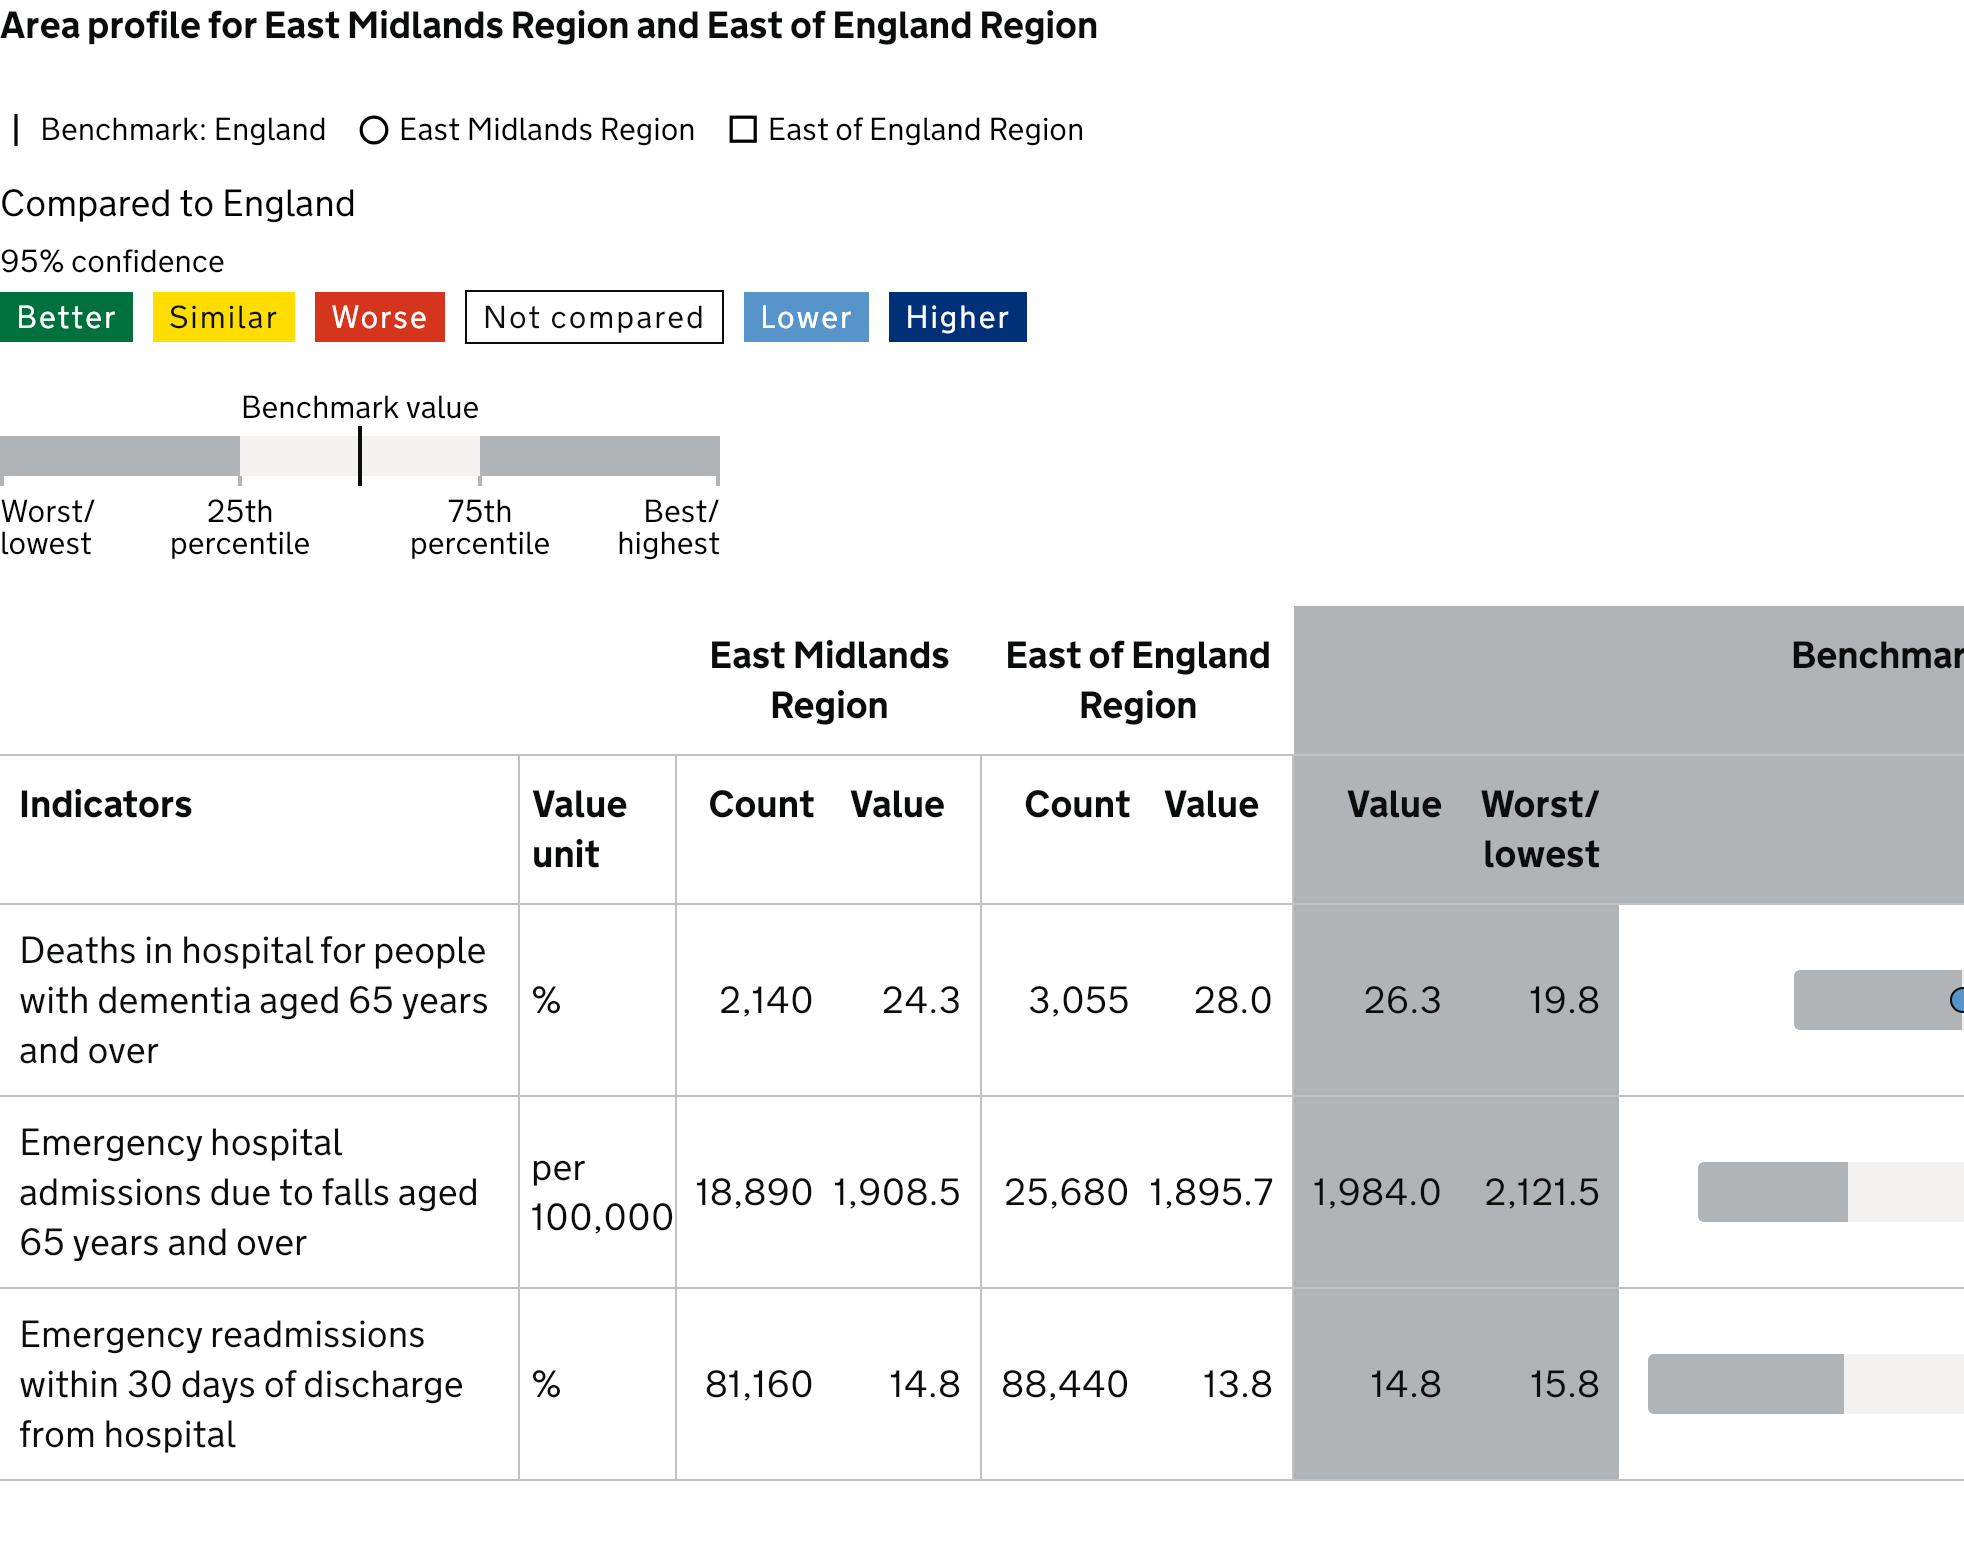 Area profile for East Midlands Region and East of England Region
Benchmark: England East Midlands Region East of England Region
Compared to England
95% confidence
Better Similar Worse Not compared Lower Higher
Benchmark value
Worst/ 25th 75th Best/
lowest percentile percentile highest
East Midlands East of England Benchmar
Region Region
Indicators Value Count Value Count Value Value Worst/
unit lowest
Deaths in hospital for people
with dementia aged 65 years % 2,140 24.3 3,055 28.0 26.3 19.8
and over
Emergency hospital
per
admissions due to falls aged 18,890 1,908.5 25,680 1,895.7 1,984.0 2,121.5
100,000
65 years and over
Emergency readmissions
within 30 days of discharge % 81,160 14.8 88,440 13.8 14.8 15.8
from hospital